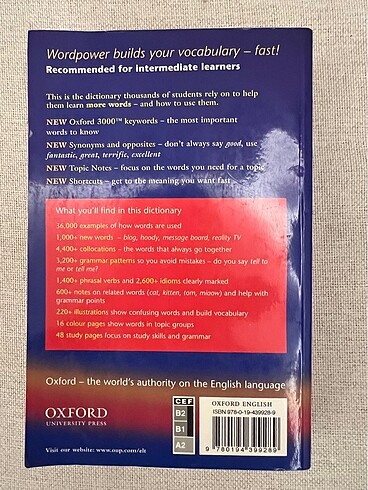 Wordpower builds your vocabulary – fast!
Recommended for intermediate learners
This is the dictionary thousands of students rely on to help
them learn more words – and how to use them.
NEW Oxford 3000™ keywords – the most important
words to know
NEW Synonyms and opposites – don't always say good, use
fantastic, great, terrific, excellent
NEW Topic Notes – focus on the words you need for a topic
NEW Shortcuts – get to the meaning you want fast
What you'll find in this dictionary
36,000 examples of how words are used
1,000+ new words – blog, hoody, message board, reality TV
4,400+ collocations – the words that always go together
3,200+ grammar patterns so you avoid mistakes – do you say tell to
me or tell me?
1,400+ phrasal verbs and 2,600+ idioms clearly marked
600+ notes on related words (cat, kitten, tom, miaow) and help with
grammar points
220+ illustrations show confusing words and build vocabulary
16 colour pages show words in topic groups
48 study pages focus on study skills and grammar
Oxford – the world's authority on the English language
OXFORD
UNIVERSITY PRESS
Visit our website: www.oup.com/elt
CEF
B2
B1
A2
OXFORD ENGLISH
ISBN 978-0-19-439928-9
9 780194 399289